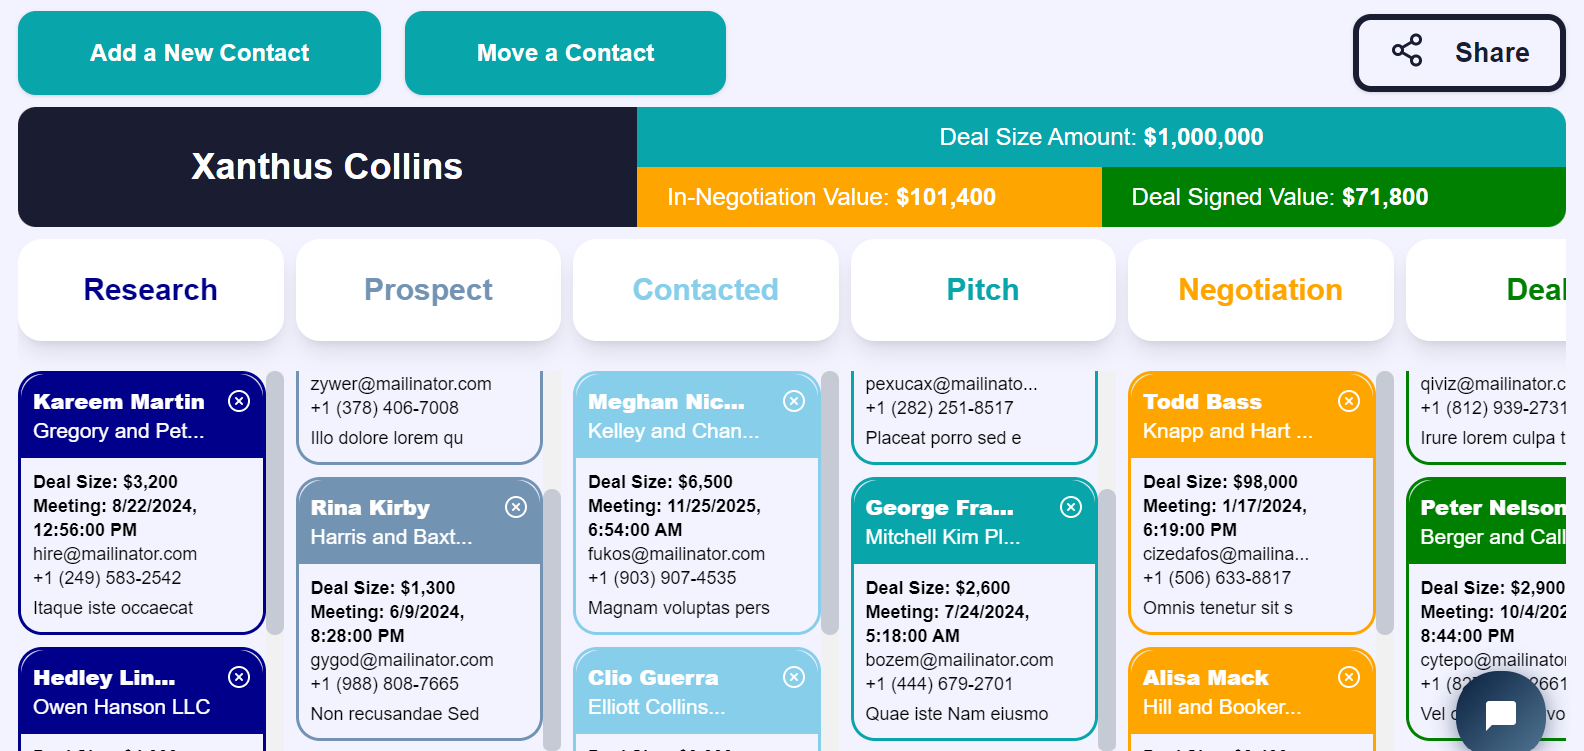 Add a New Contact
Move a Contact
Share
Xanthus Collins
Deal Size Amount: $1,000,000
In-Negotiation Value: $101,400
Deal Signed Value: $71,800
Research
Prospect
Contacted
Pitch
Negotiation
Deal
Kareem Martin
Gregory and Pet...
Deal Size: $3,200
Meeting: 8/22/2024,
12:56:00 PM
hire@mailinator.com
+1 (249) 583-2542
Itaque iste occaecat
Hedley Lin...
Owen Hanson LLC
zywer@mailinator.com
+1 (378) 406-7008
Illo dolore lorem qu
Rina Kirby
Harris and Baxt...
Deal Size: $1,300
Meeting: 6/9/2024,
8:28:00 PM
gygod@mailinator.com
+1 (988) 808-7665
Non recusandae Sed
Meghan Nic...
Kelley and Chan...
Deal Size: $6,500
Meeting: 11/25/2025,
6:54:00 AM
fukos@mailinator.com
+1 (903) 907-4535
Magnam voluptas pers
Clio Guerra
Elliott Collins...
pexucax@mailinato...
+1 (282) 251-8517
Placeat porro sed e
George Fra...
Mitchell Kim Pl...
Deal Size: $2,600
Meeting: 7/24/2024,
5:18:00 AM
bozem@mailinator.com
+1 (444) 679-2701
Quae iste Nam eiusmo
Todd Bass
Knapp and Hart ...
Deal Size: $98,000
Meeting: 1/17/2024,
6:19:00 PM
cizedafos@mailina...
+1 (506) 633-8817
Omnis tenetur sit s
Alisa Mack
Hill and Booker...
qiviz@mailinator.c
+1 (812) 939-2731
Irure lorem culpa t
Peter Nelson
Berger and Call
Deal Size: $2,900
Meeting: 10/4/202
8:44:00 PM
cytepo@mailinator
+1
Vel